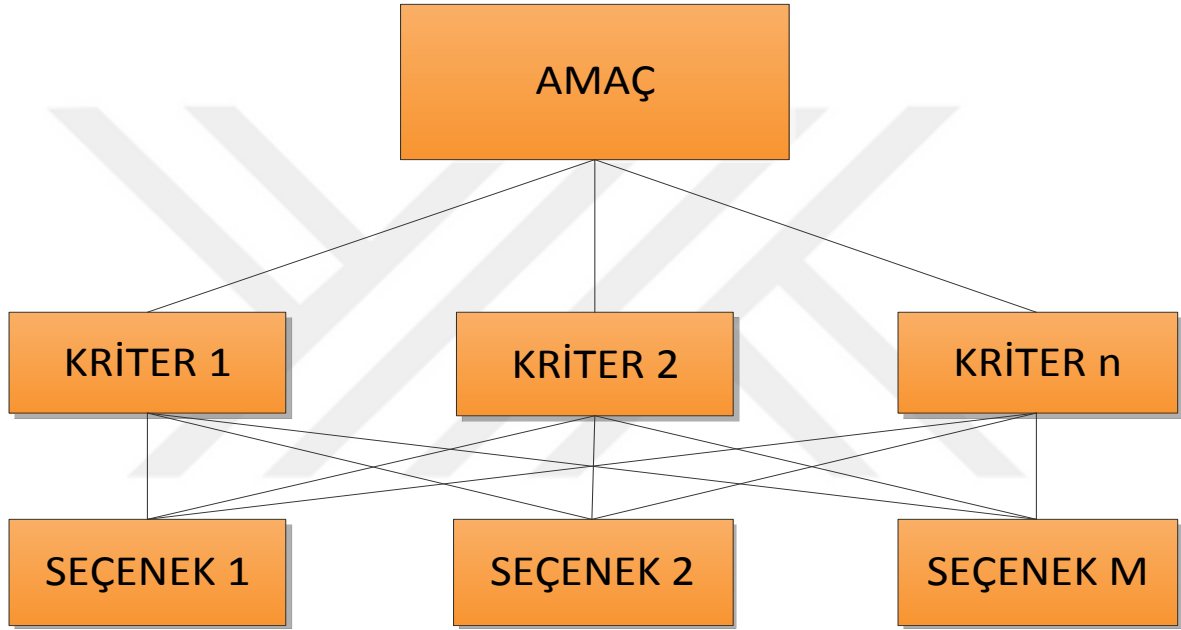 AMAÇ
KRİTER 1
KRİTER 2
KRİTER n
SEÇENEK 1
SEÇENEK 2
SEÇENEK M